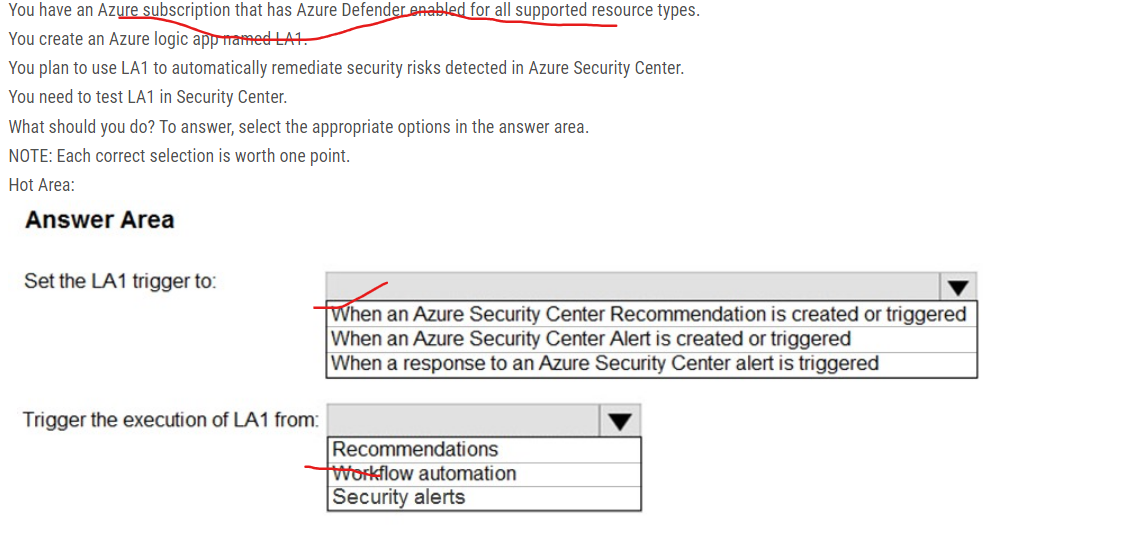 You have an Azure subscription that has Azure Defender enabled for all supported resource types.
You create an Azure logic app named LA1.
You plan to use LA1 to automatically remediate security risks detected in Azure Security Center.
You need to test LA1 in Security Center.
What should you do? To answer, select the appropriate options in the answer area.
NOTE: Each correct selection is worth one point.
Hot Area:
Answer Area
Set the LA1 trigger to:
When an Azure Security Center Recommendation is created or triggered
When an Azure Security Center Alert is created or triggered
When a response to an Azure Security Center alert is triggered
Trigger the execution of LA1 from:
Recommendations
Workflow automation
Security alerts